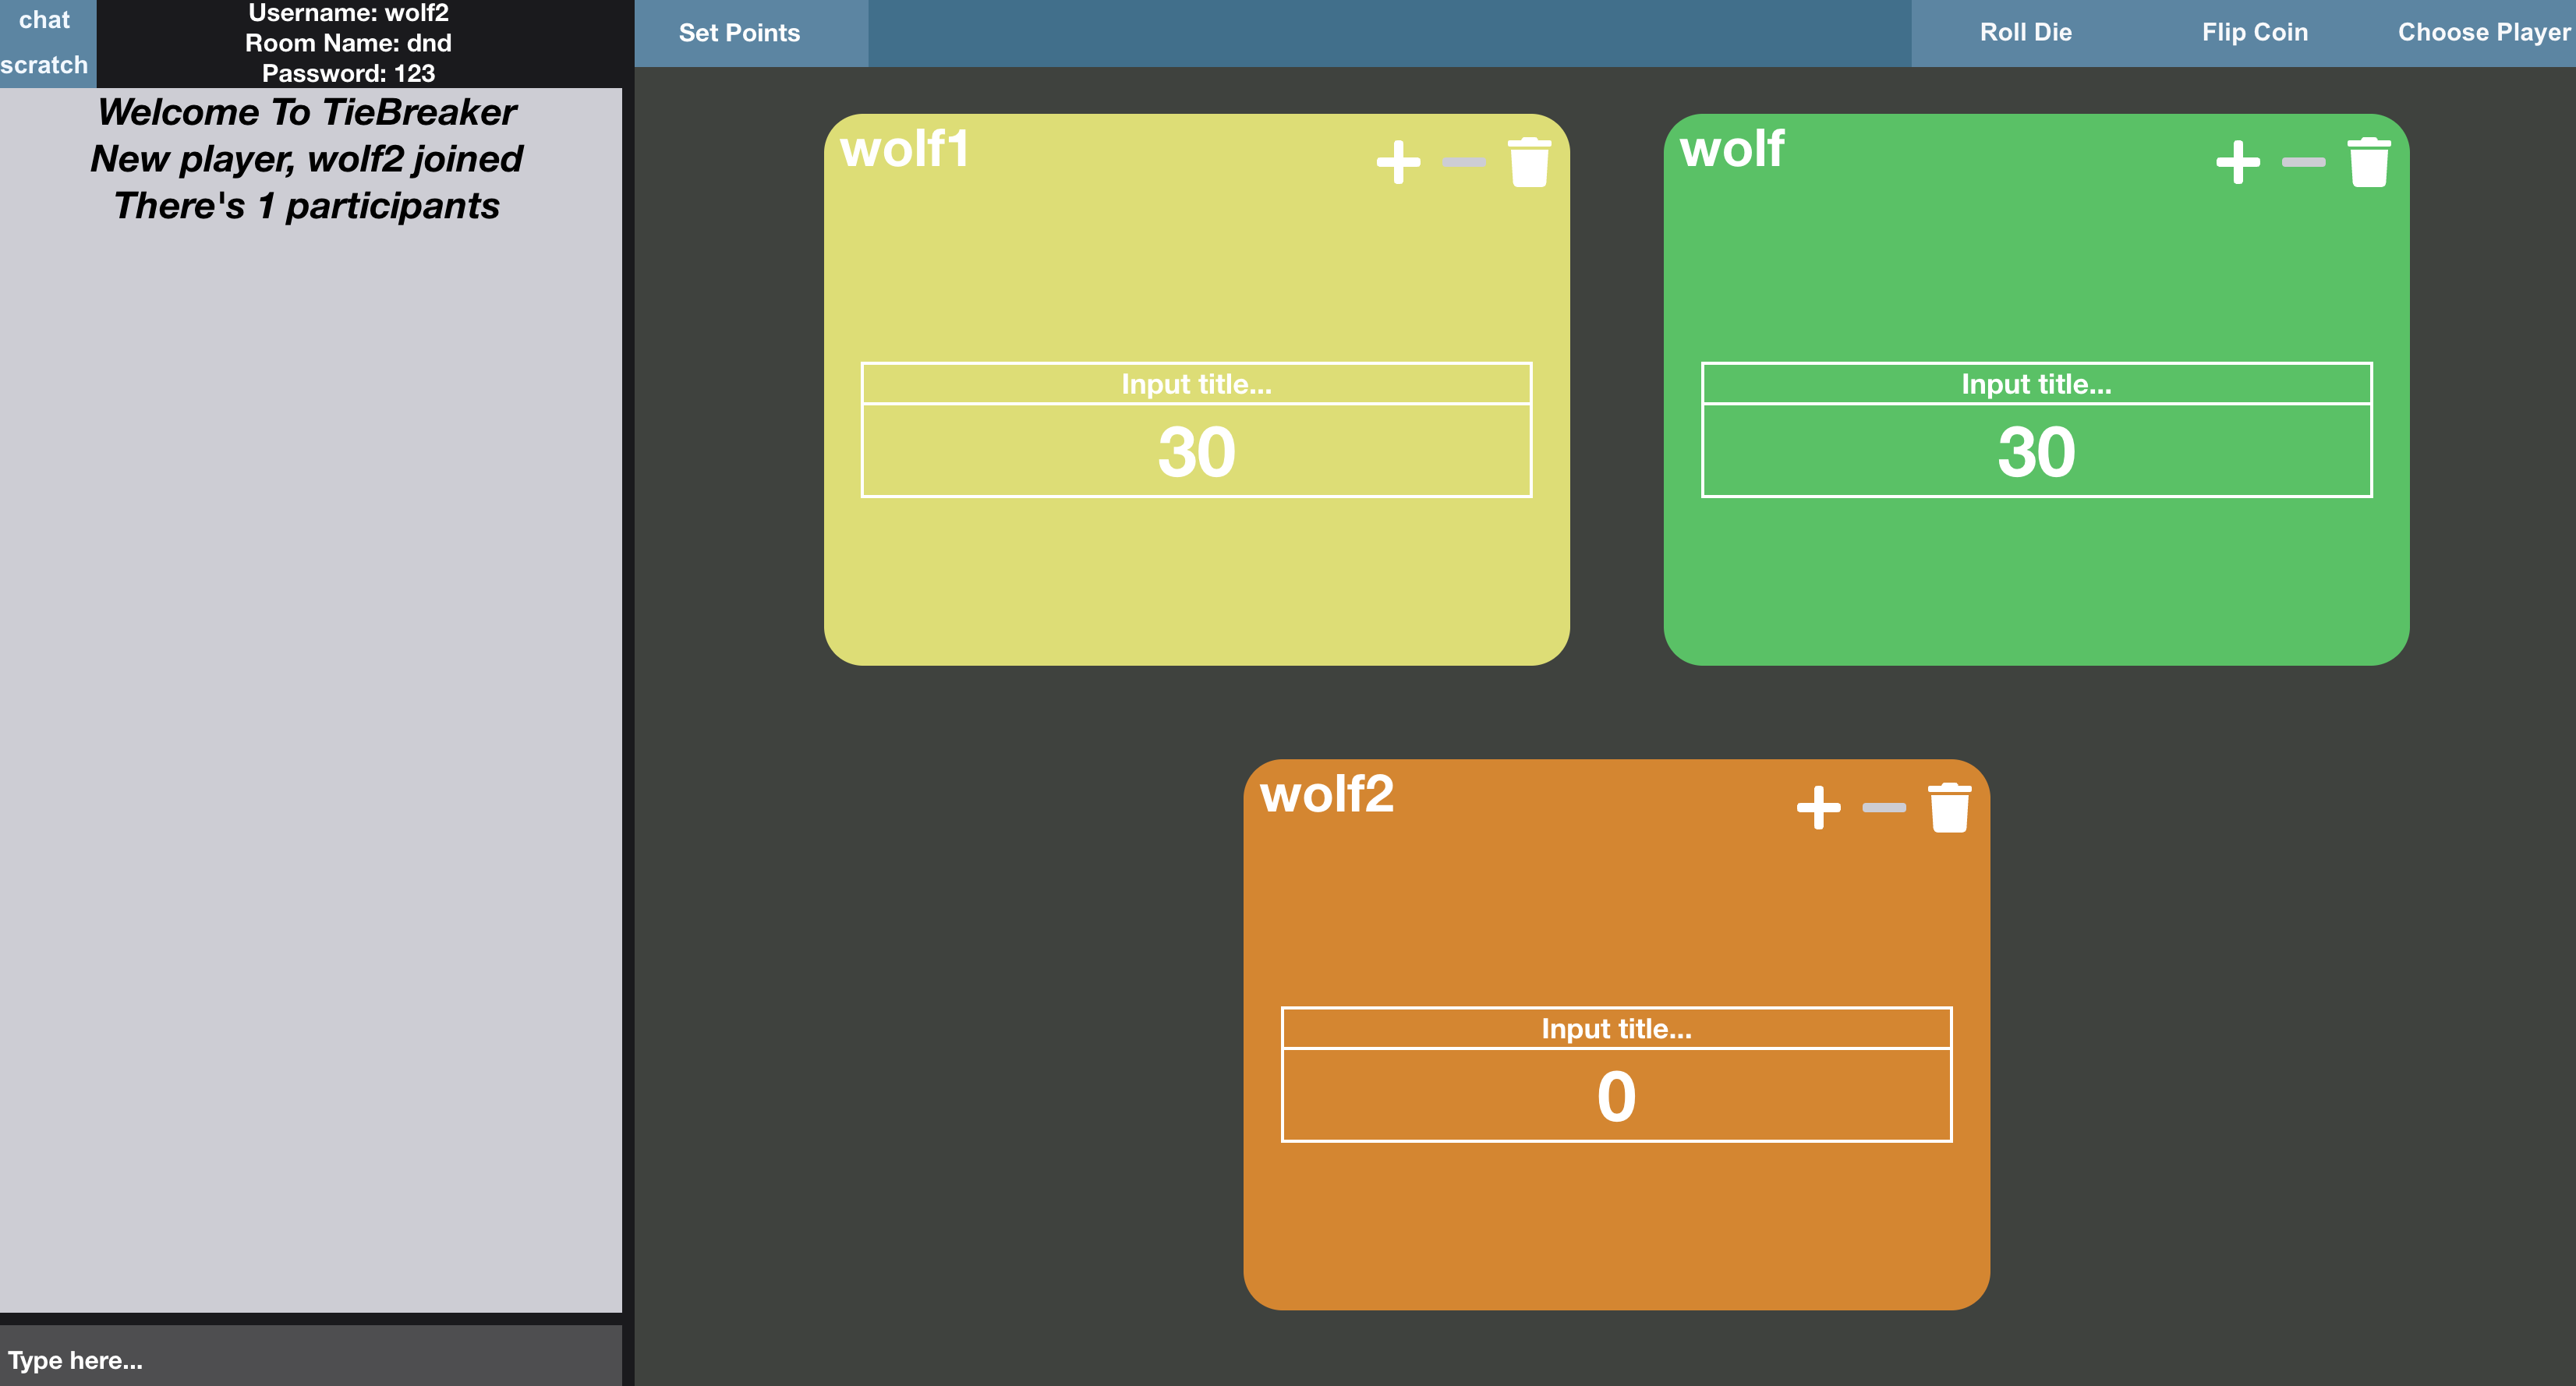 chat
scratch
Username: wolf2
Room Name: dnd
Password: 123
Welcome To TieBreaker
New player, wolf2 joined
There's 1 participants
Type here...
Set Points
Roll Die
Flip Coin
Choose Player
wolf1
Input title...
30
wolf
Input title...
30
wolf2
Input title...
0